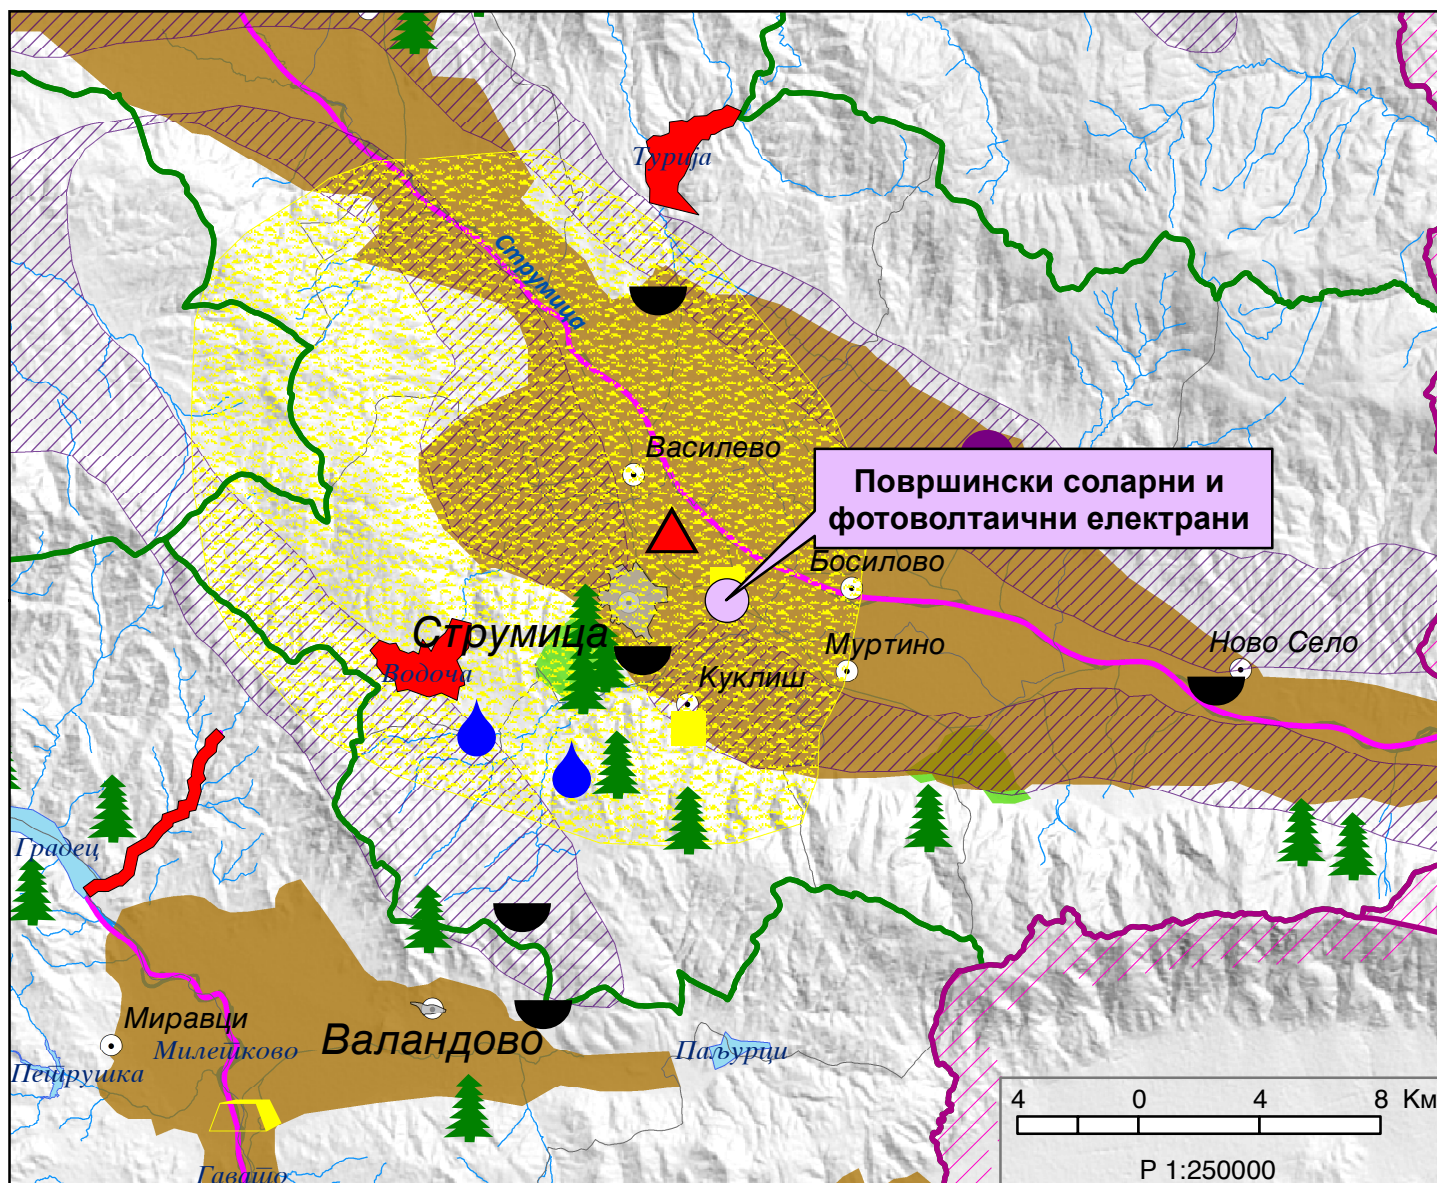 Турија
Струмица
Василево
Површински соларни и
фотоволтаични електрани
Босилово
Струмица
Муртино
Ново Село
Водоча
Куклиш
Градец
Миравци
Валандово
Милетково
Паљурци
Петрушка
Гавато
4 0 4 8 Км
Р 1:250000